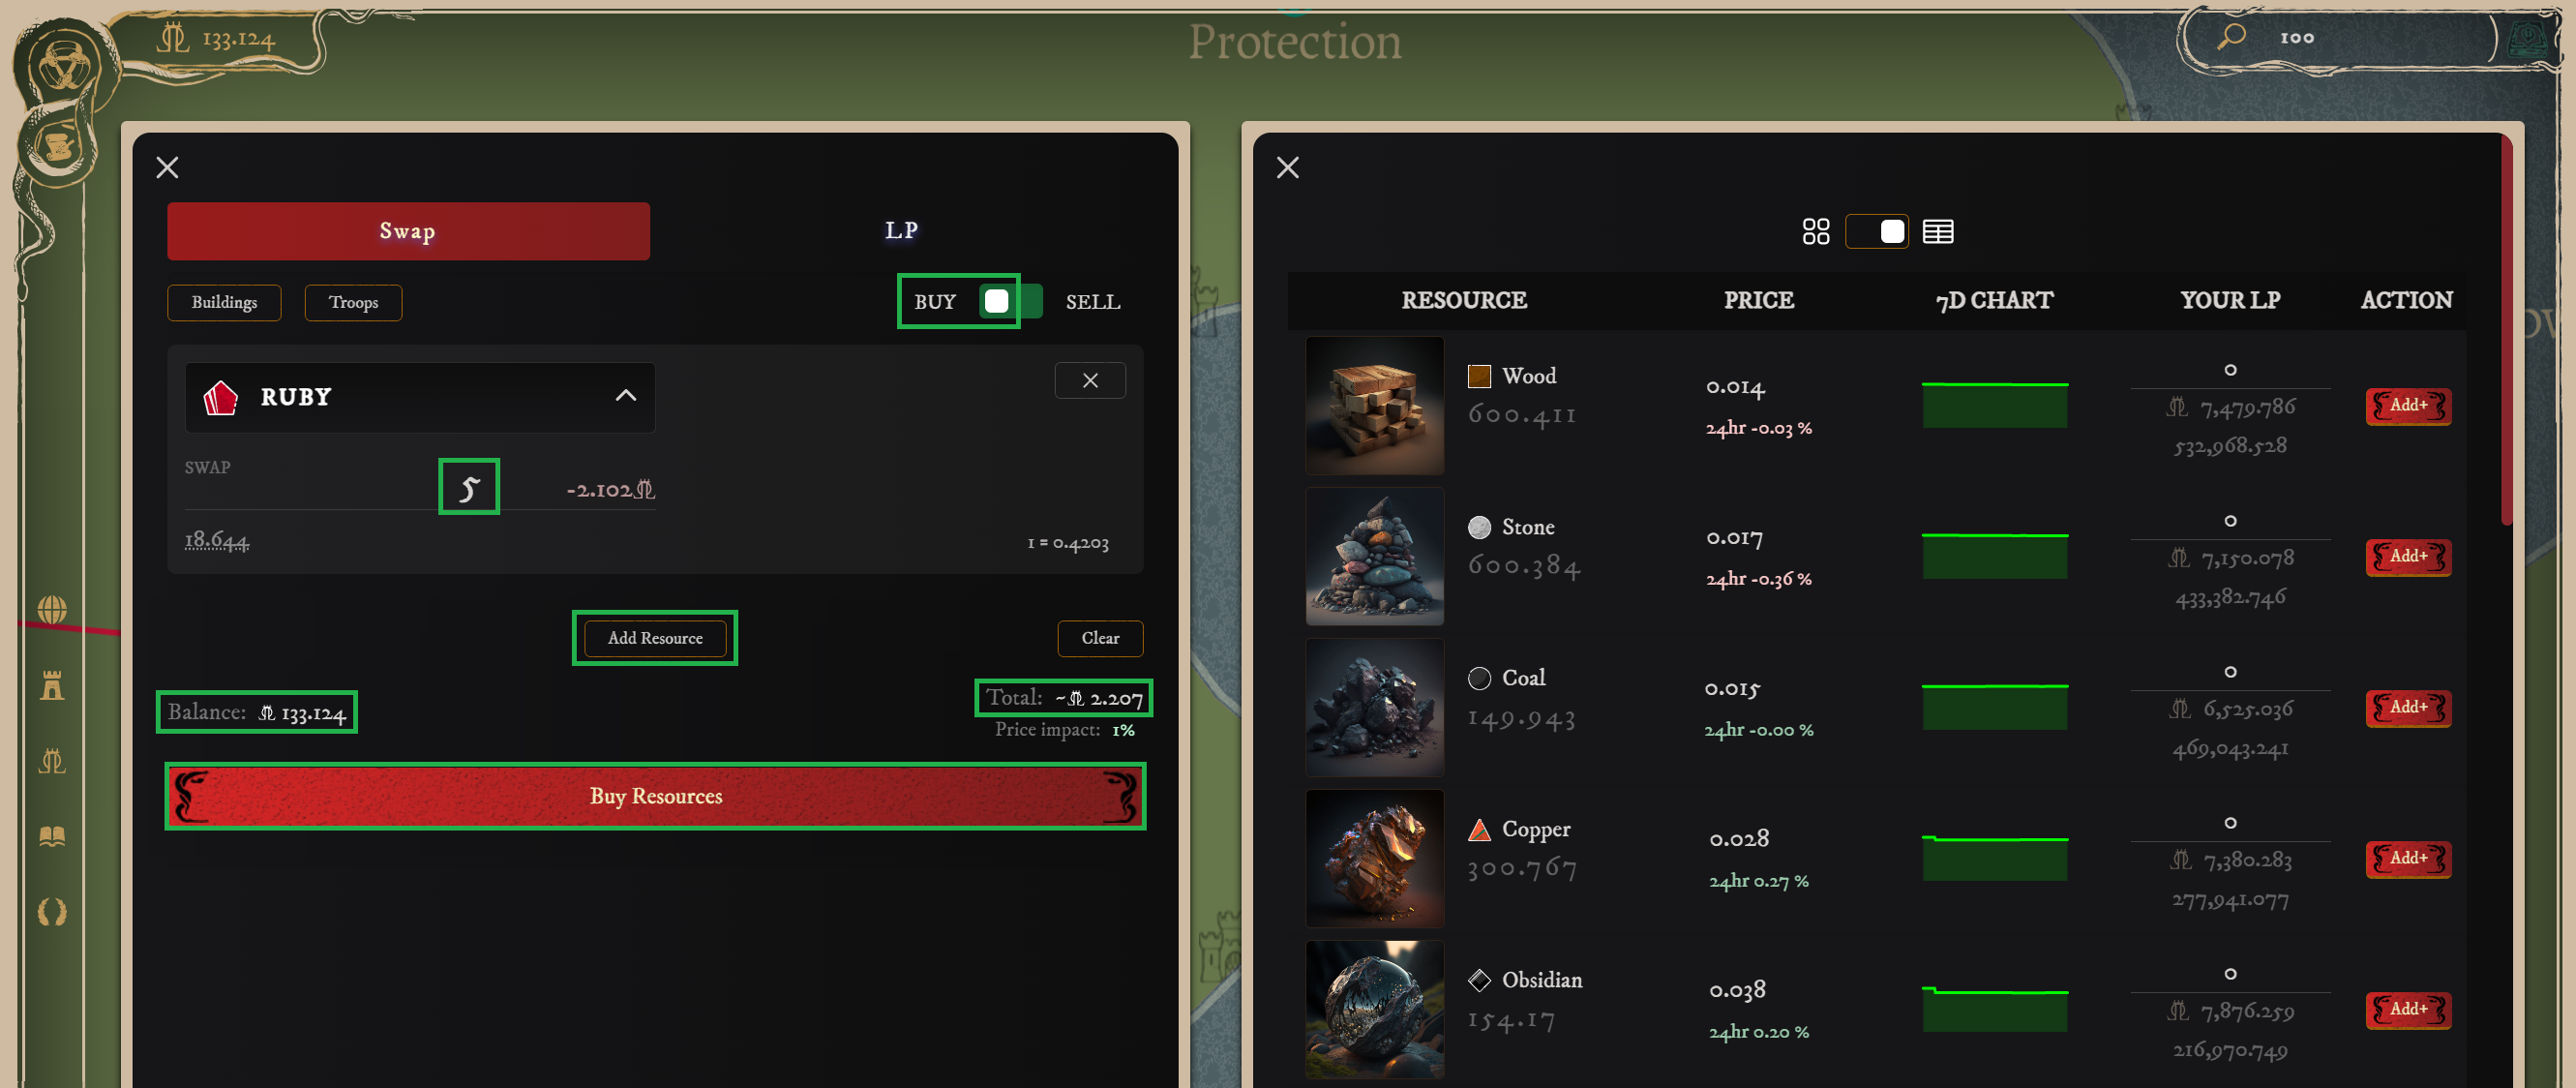 133.124
Protection
100
Swap
LP
Buildings
Troops
BUY
SELL
RUBY
SWAP
5
-2.102
18.644
1 = 0.4203
Add Resource
Clear
Balance: 133.124
Total: ~ 2.207
Price impact: 1%
Buy Resources
RESOURCE PRICE 7D CHART YOUR LP ACTION
Wood
600.411
0.014
24hr -0.03 %
0
7,479.786
532,968.528
Add+
Stone
600.384
0.017
24hr -0.36 %
0
7,150.078
433,382.746
Add+
Coal
149.943
0.015
24hr -0.00 %
0
6,525.036
469,043.241
Add+
Copper
300.767
0.028
24hr 0.27 %
0
7,380.283
277,941.077
Add+
Obsidian
154.17
0.038
24hr 0.20 %
0
7,876.259
216,970.749
Add+